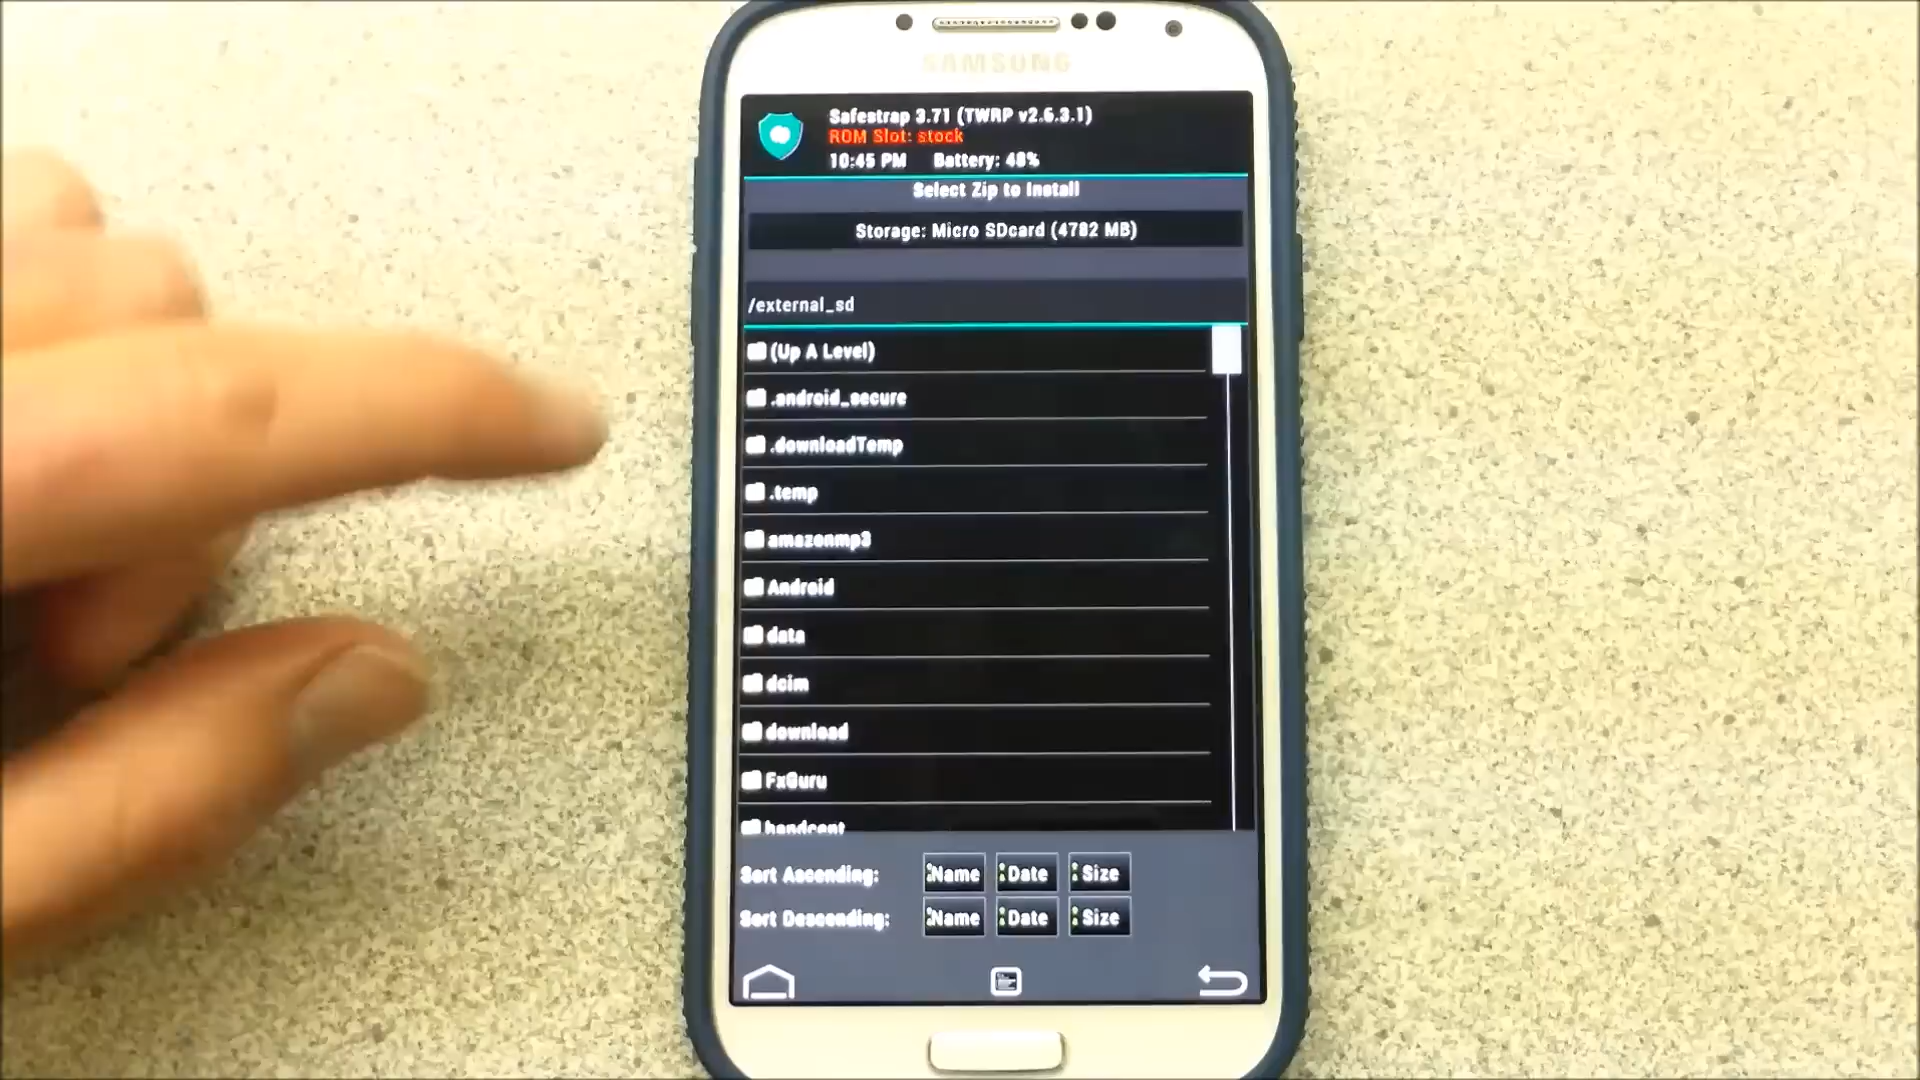 SAMSUNG
Safestrap 3.71 (TWRP v2.6.3.1)
ROM Slot: stock
10:45 PM Battery: 48%
Select Zip to Install
Storage: Micro SDcard (4782 MB)
/external_sd
(Up A Level)
.android_secure
.downloadTemp
.temp
amazonmp3
Android
data
dcim
download
FxGuru
handcent
Sort Ascending: Name Date Size
Sort Descending: Name Date Size